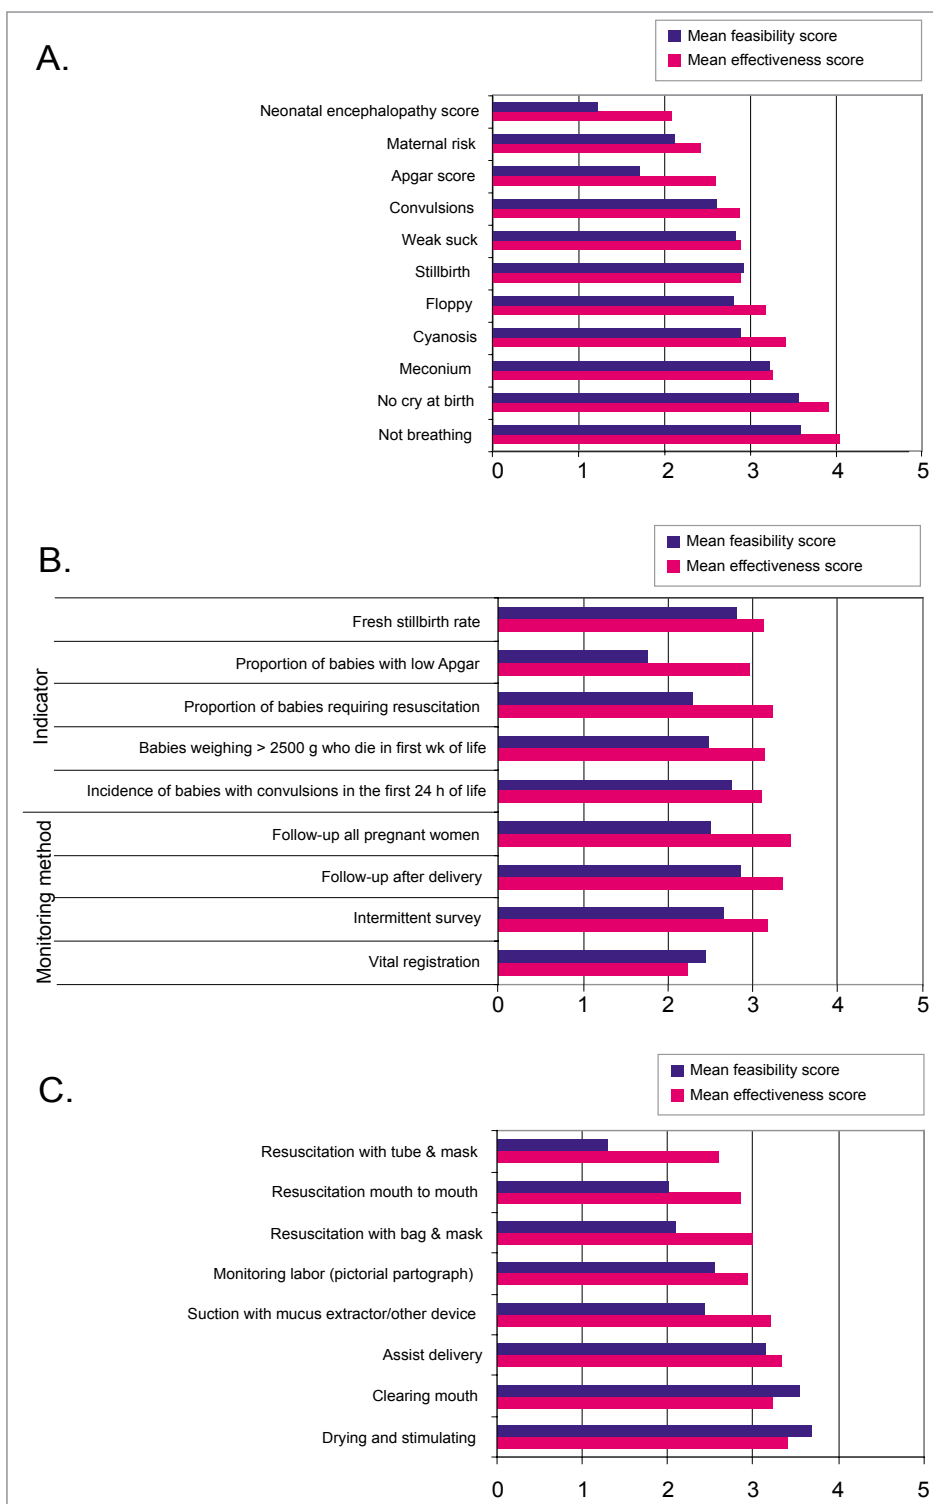 A.
Mean feasibility score
Mean effectiveness score
Neonatal encephalopathy score
Maternal risk
Apgar score
Convulsions
Weak suck
Stillbirth
Floppy
Cyanosis
Meconium
No cry at birth
Not breathing
0 1 2 3 4 5
B.
Mean feasibility score
Mean effectiveness score
Indicator
Fresh stillbirth rate
Proportion of babies with low Apgar
Proportion of babies requiring resuscitation
Babies weighing > 2500 g who die in first wk of life
Incidence of babies with convulsions in the first 24 h of life
Monitoring method
Follow-up all pregnant women
Follow-up after delivery
Intermittent survey
Vital registration
0 1 2 3 4 5
C.
Mean feasibility score
Mean effectiveness score
Resuscitation with tube & mask
Resuscitation mouth to mouth
Resuscitation with bag & mask
Monitoring labor (pictorial partograph)
Suction with mucus extractor/other device
Assist delivery
Clearing mouth
Drying and stimulating
0 1 2 3 4 5